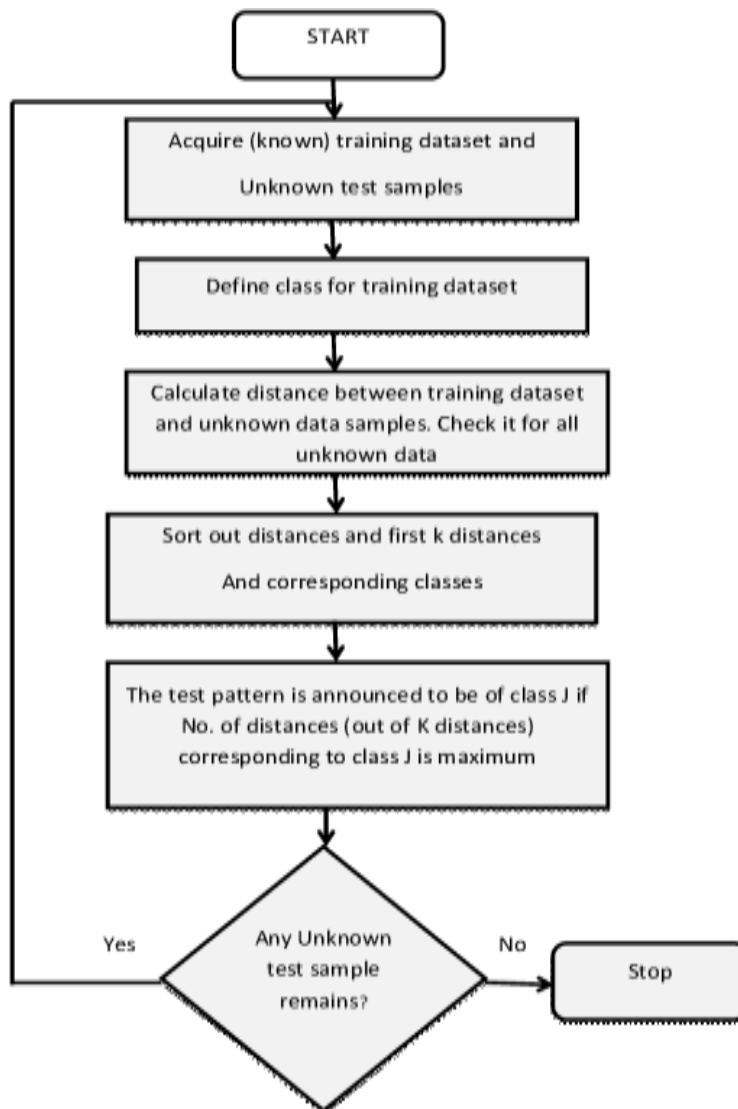 START
Acquire (known) training dataset and
Unknown test samples
Define class for training dataset
Calculate distance between training dataset
and unknown data samples. Check it for all
unknown data
Sort out distances and first k distances
And corresponding classes
The test pattern is announced to be of class J if
No. of distances (out of K distances)
corresponding to class J is maximum
Yes
Any Unknown
test sample
remains?
No
Stop